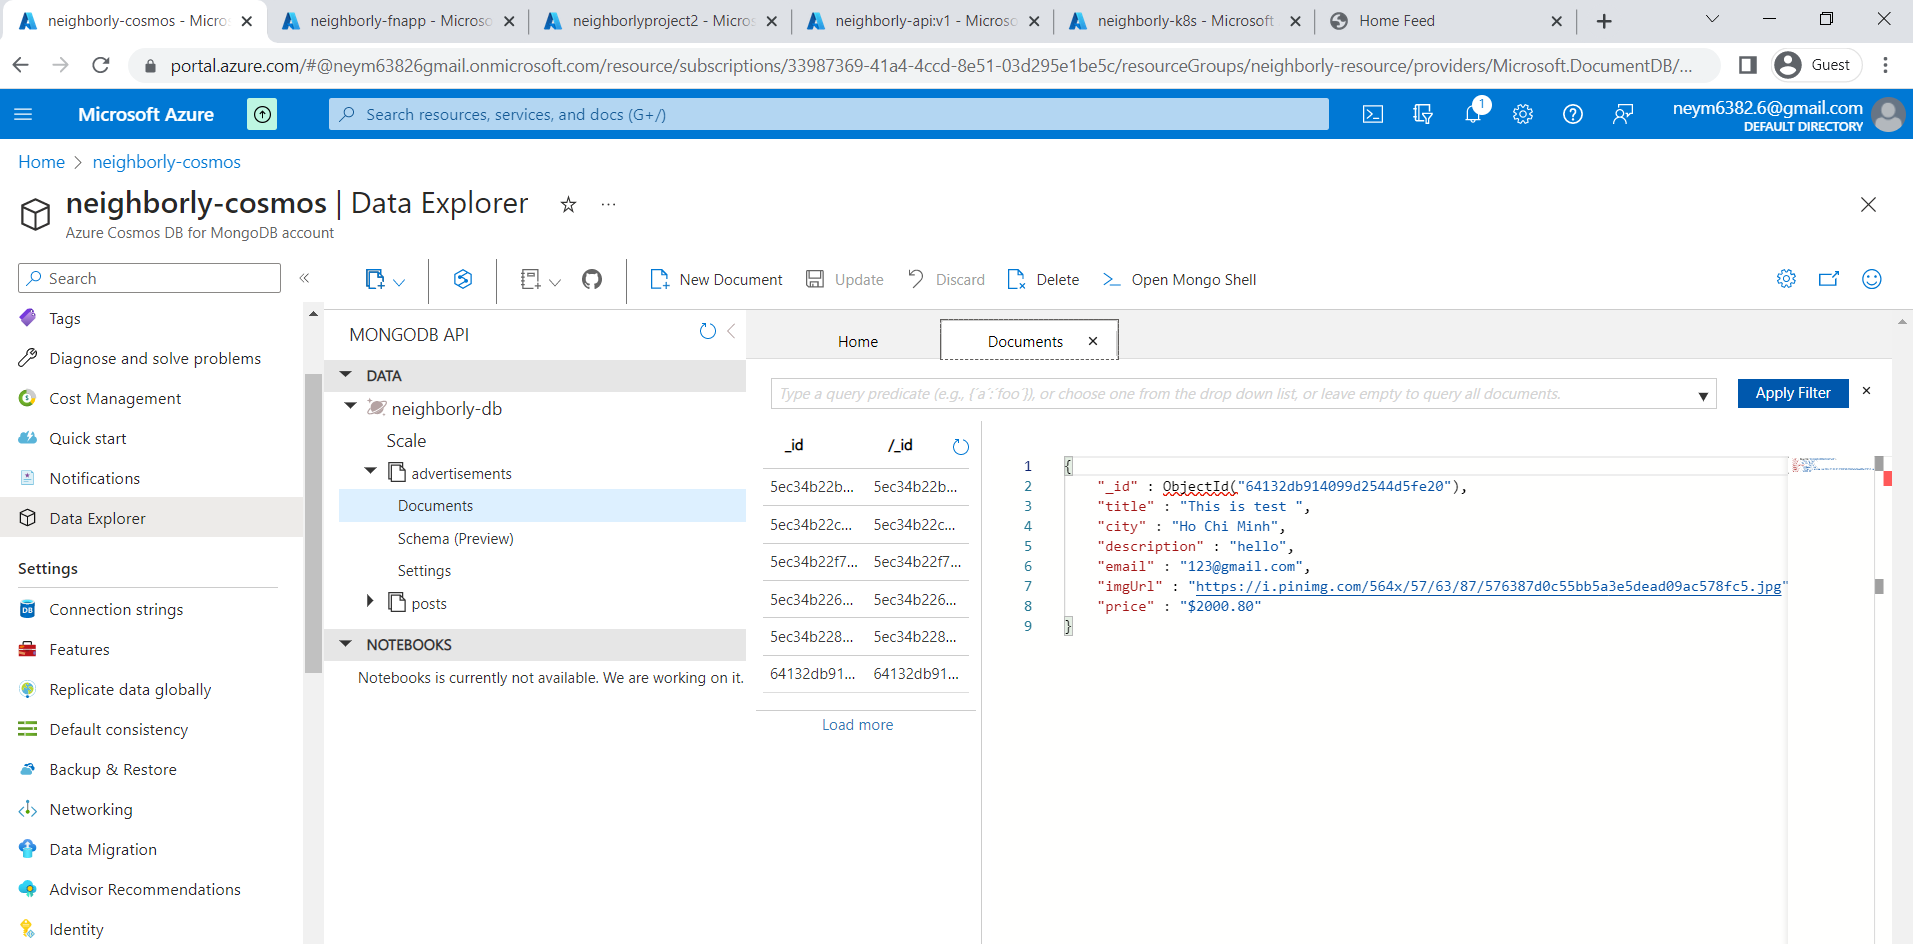 neighborly-cosmos - Micros
neighborly-fnapp - Microso
neighborlyproject2 - Micros
neighborly-api:v1 - Microso
neighborly-k8s - Microsoft
Home Feed
portal.azure.com/#@neym63826gmail.onmicrosoft.com/resource/subscriptions/33987369-41a4-4ccd-8e51-03d295e1be5c/resourceGroups/neighborly-resource/providers/Microsoft.DocumentDB/...
Guest
Microsoft Azure
Search resources, services, and docs (G+/)
1
neym6382.6@gmail.com
DEFAULT DIRECTORY
Home > neighborly-cosmos
neighborly-cosmos | Data Explorer
Azure Cosmos DB for MongoDB account
Search
New Document
Update
Discard
Delete
Open Mongo Shell
Tags
Diagnose and solve problems
Cost Management
Quick start
Notifications
Data Explorer
Settings
Connection strings
Features
Replicate data globally
Default consistency
Backup & Restore
Networking
Data Migration
Advisor Recommendations
Identity
MONGODB API
DATA
neighborly-db
Scale
advertisements
Documents
Schema (Preview)
Settings
posts
NOTEBOOKS
Notebooks is currently not available. We are working on it.
Home
Documents
Type a query predicate (e.g., {´a´:´foo´}), or choose one from the drop down list, or leave empty to query all documents.
Apply Filter
_id /_id
5ec34b22b... 5ec34b22b...
5ec34b22c... 5ec34b22c...
5ec34b22f7... 5ec34b22f7...
5ec34b226... 5ec34b226...
5ec34b228... 5ec34b228...
64132db91... 64132db91...
Load more
1 {
2 "_id" : ObjectId("64132db914099d2544d5fe20"),
3 "title" : "This is test ",
4 "city" : "Ho Chi Minh",
5 "description" : "hello",
6 "email" : "123@gmail.com",
7 "imgUrl" : "https://i.pinimg.com/564x/57/63/87/576387d0c55bb5a3e5dead09ac578fc5.jpg"
8 "price" : "$2000.80"
9 }